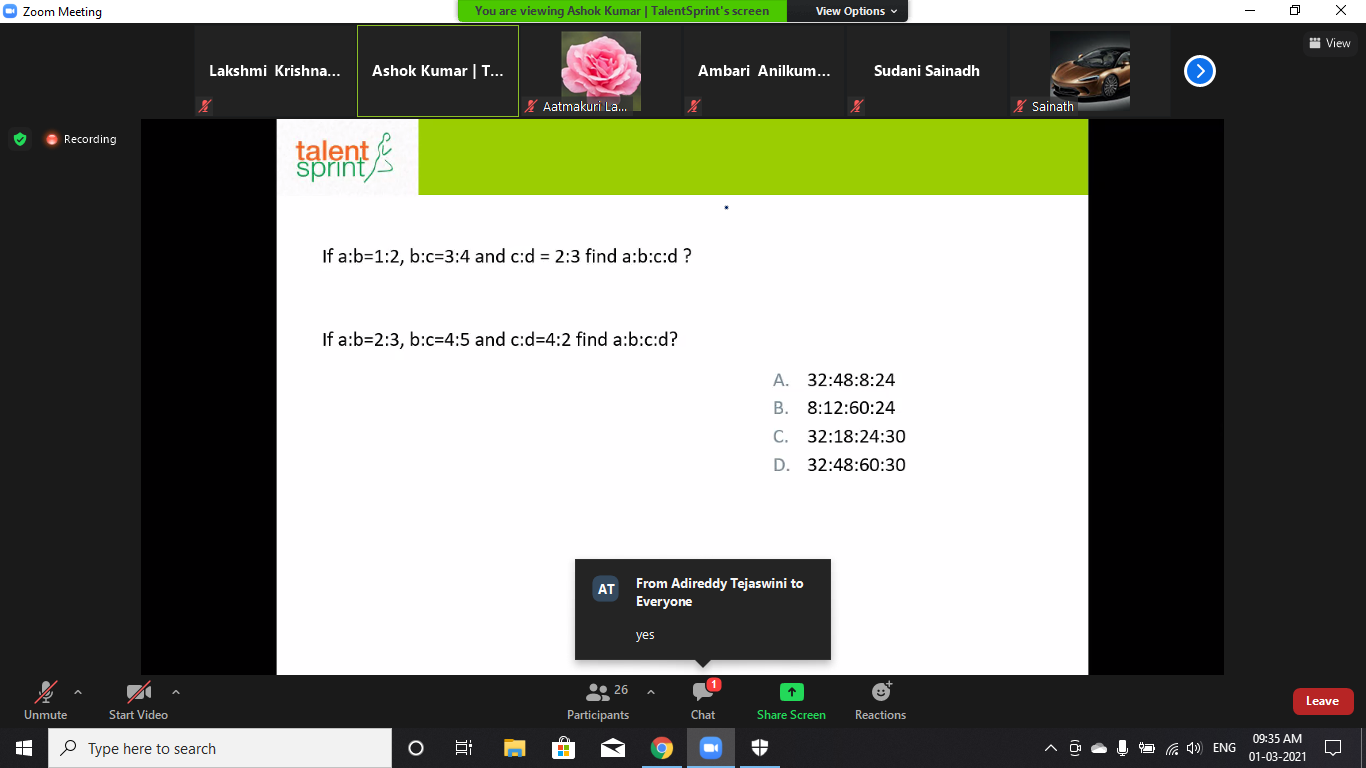 Zoom Meeting
You are viewing Ashok Kumar | TalentSprint's screen
View Options
Lakshmi Krishna...
Ashok Kumar | T...
Aatmakuri La...
Ambari Anilkum...
Sudani Sainadh
Sainath
View
Recording
talent
sprint
If a:b=1:2, b:c=3:4 and c:d = 2:3 find a:b:c:d ?
If a:b=2:3, b:c=4:5 and c:d=4:2 find a:b:c:d?
A. 32:48:8:24
B. 8:12:60:24
C. 32:18:24:30
D. 32:48:60:30
AT
From Adireddy Tejaswini to
Everyone
yes
Unmute
Start Video
26
Participants
1
Chat
Share Screen
Reactions
Leave
Type here to search
ENG
09:35 AM
01-03-2021